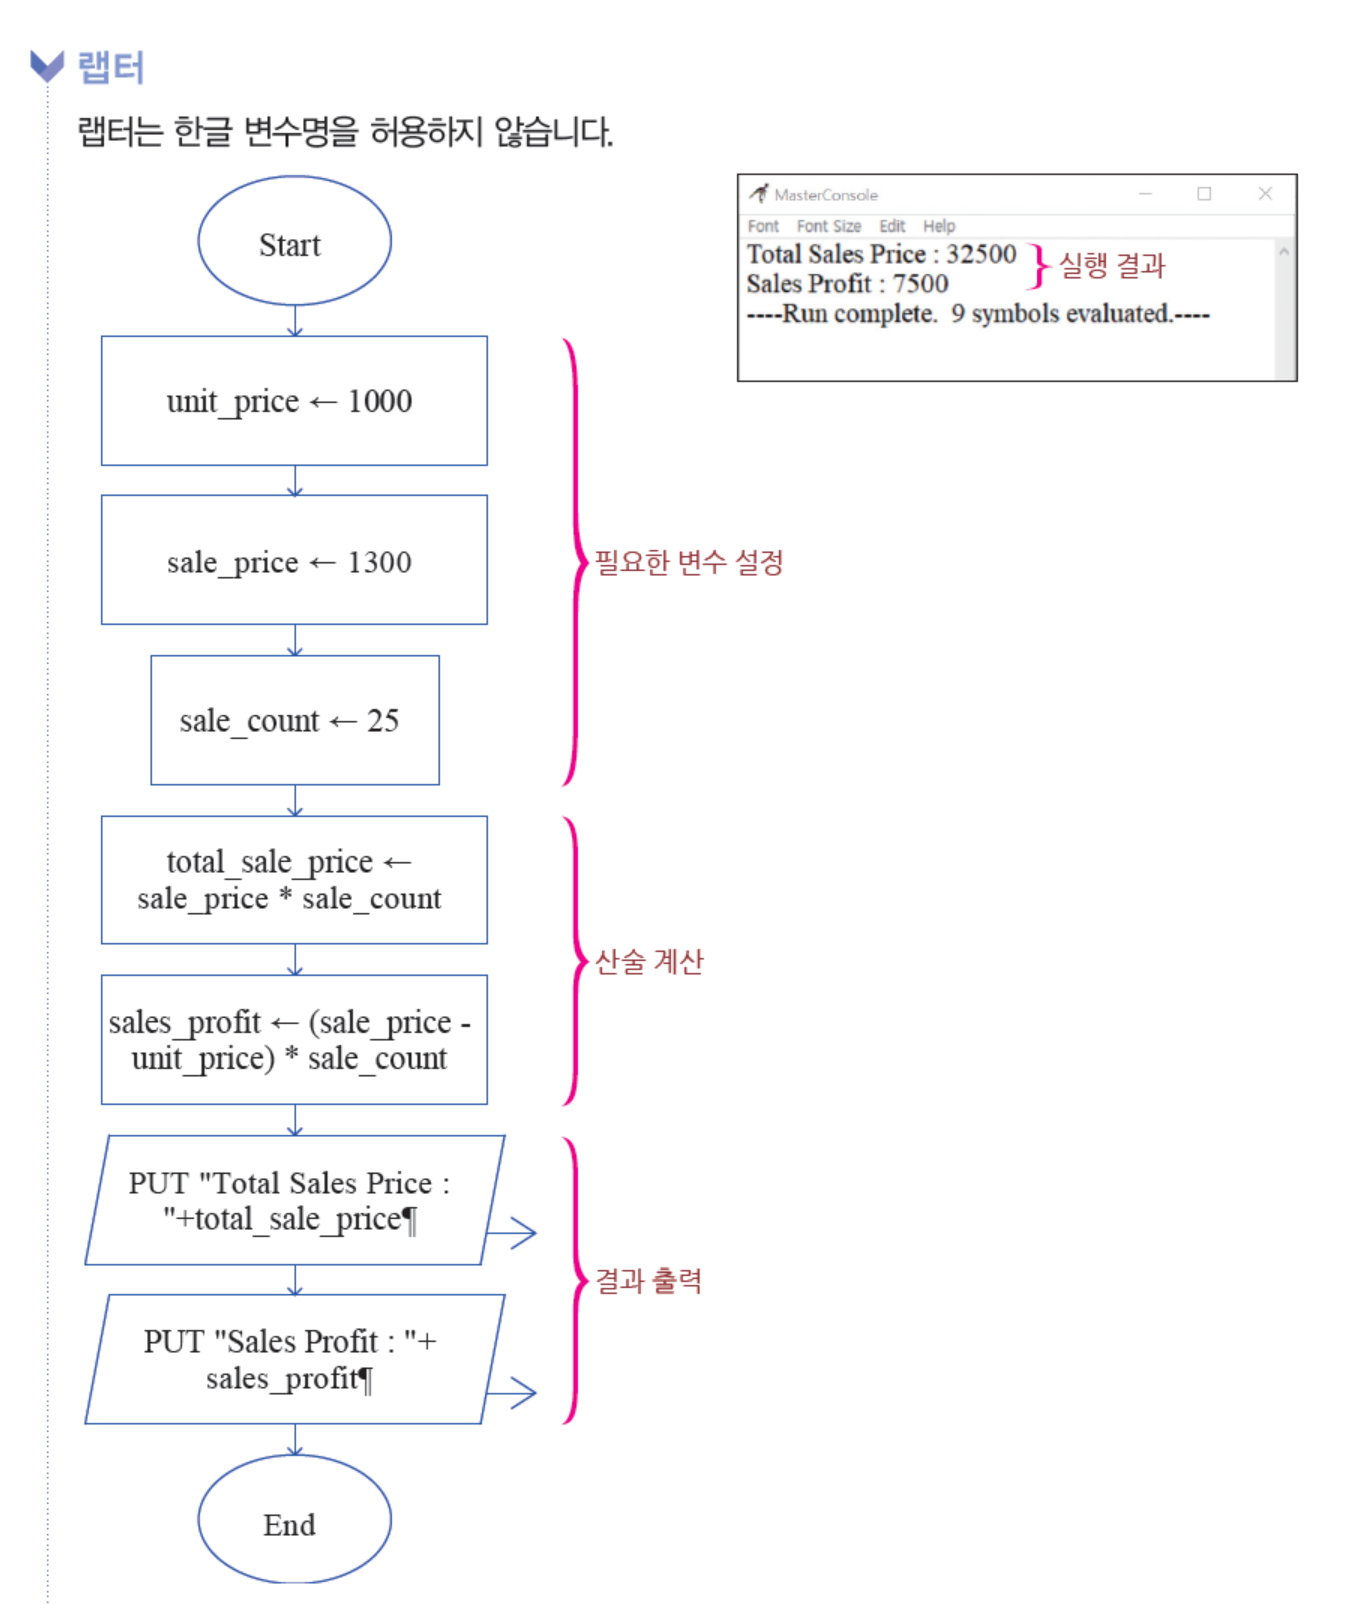 랩터
랩터는 한글 변수명을 허용하지 않습니다.
Start
unit_price ← 1000
sale_price ← 1300
sale_count ← 25
필요한 변수 설정
total_sale_price ←
sale_price * sale_count
sales_profit ← (sale_price -
unit_price) * sale_count
산술 계산
PUT "Total Sales Price :
"+total_sale_price¶
PUT "Sales Profit : "+
sales_profit¶
결과 출력
End
MasterConsole
Font Font Size Edit Help
Total Sales Price : 32500
Sales Profit : 7500
실행 결과
----Run complete. 9 symbols evaluated.----